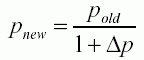 p_new = p_old / (1 + Δp)